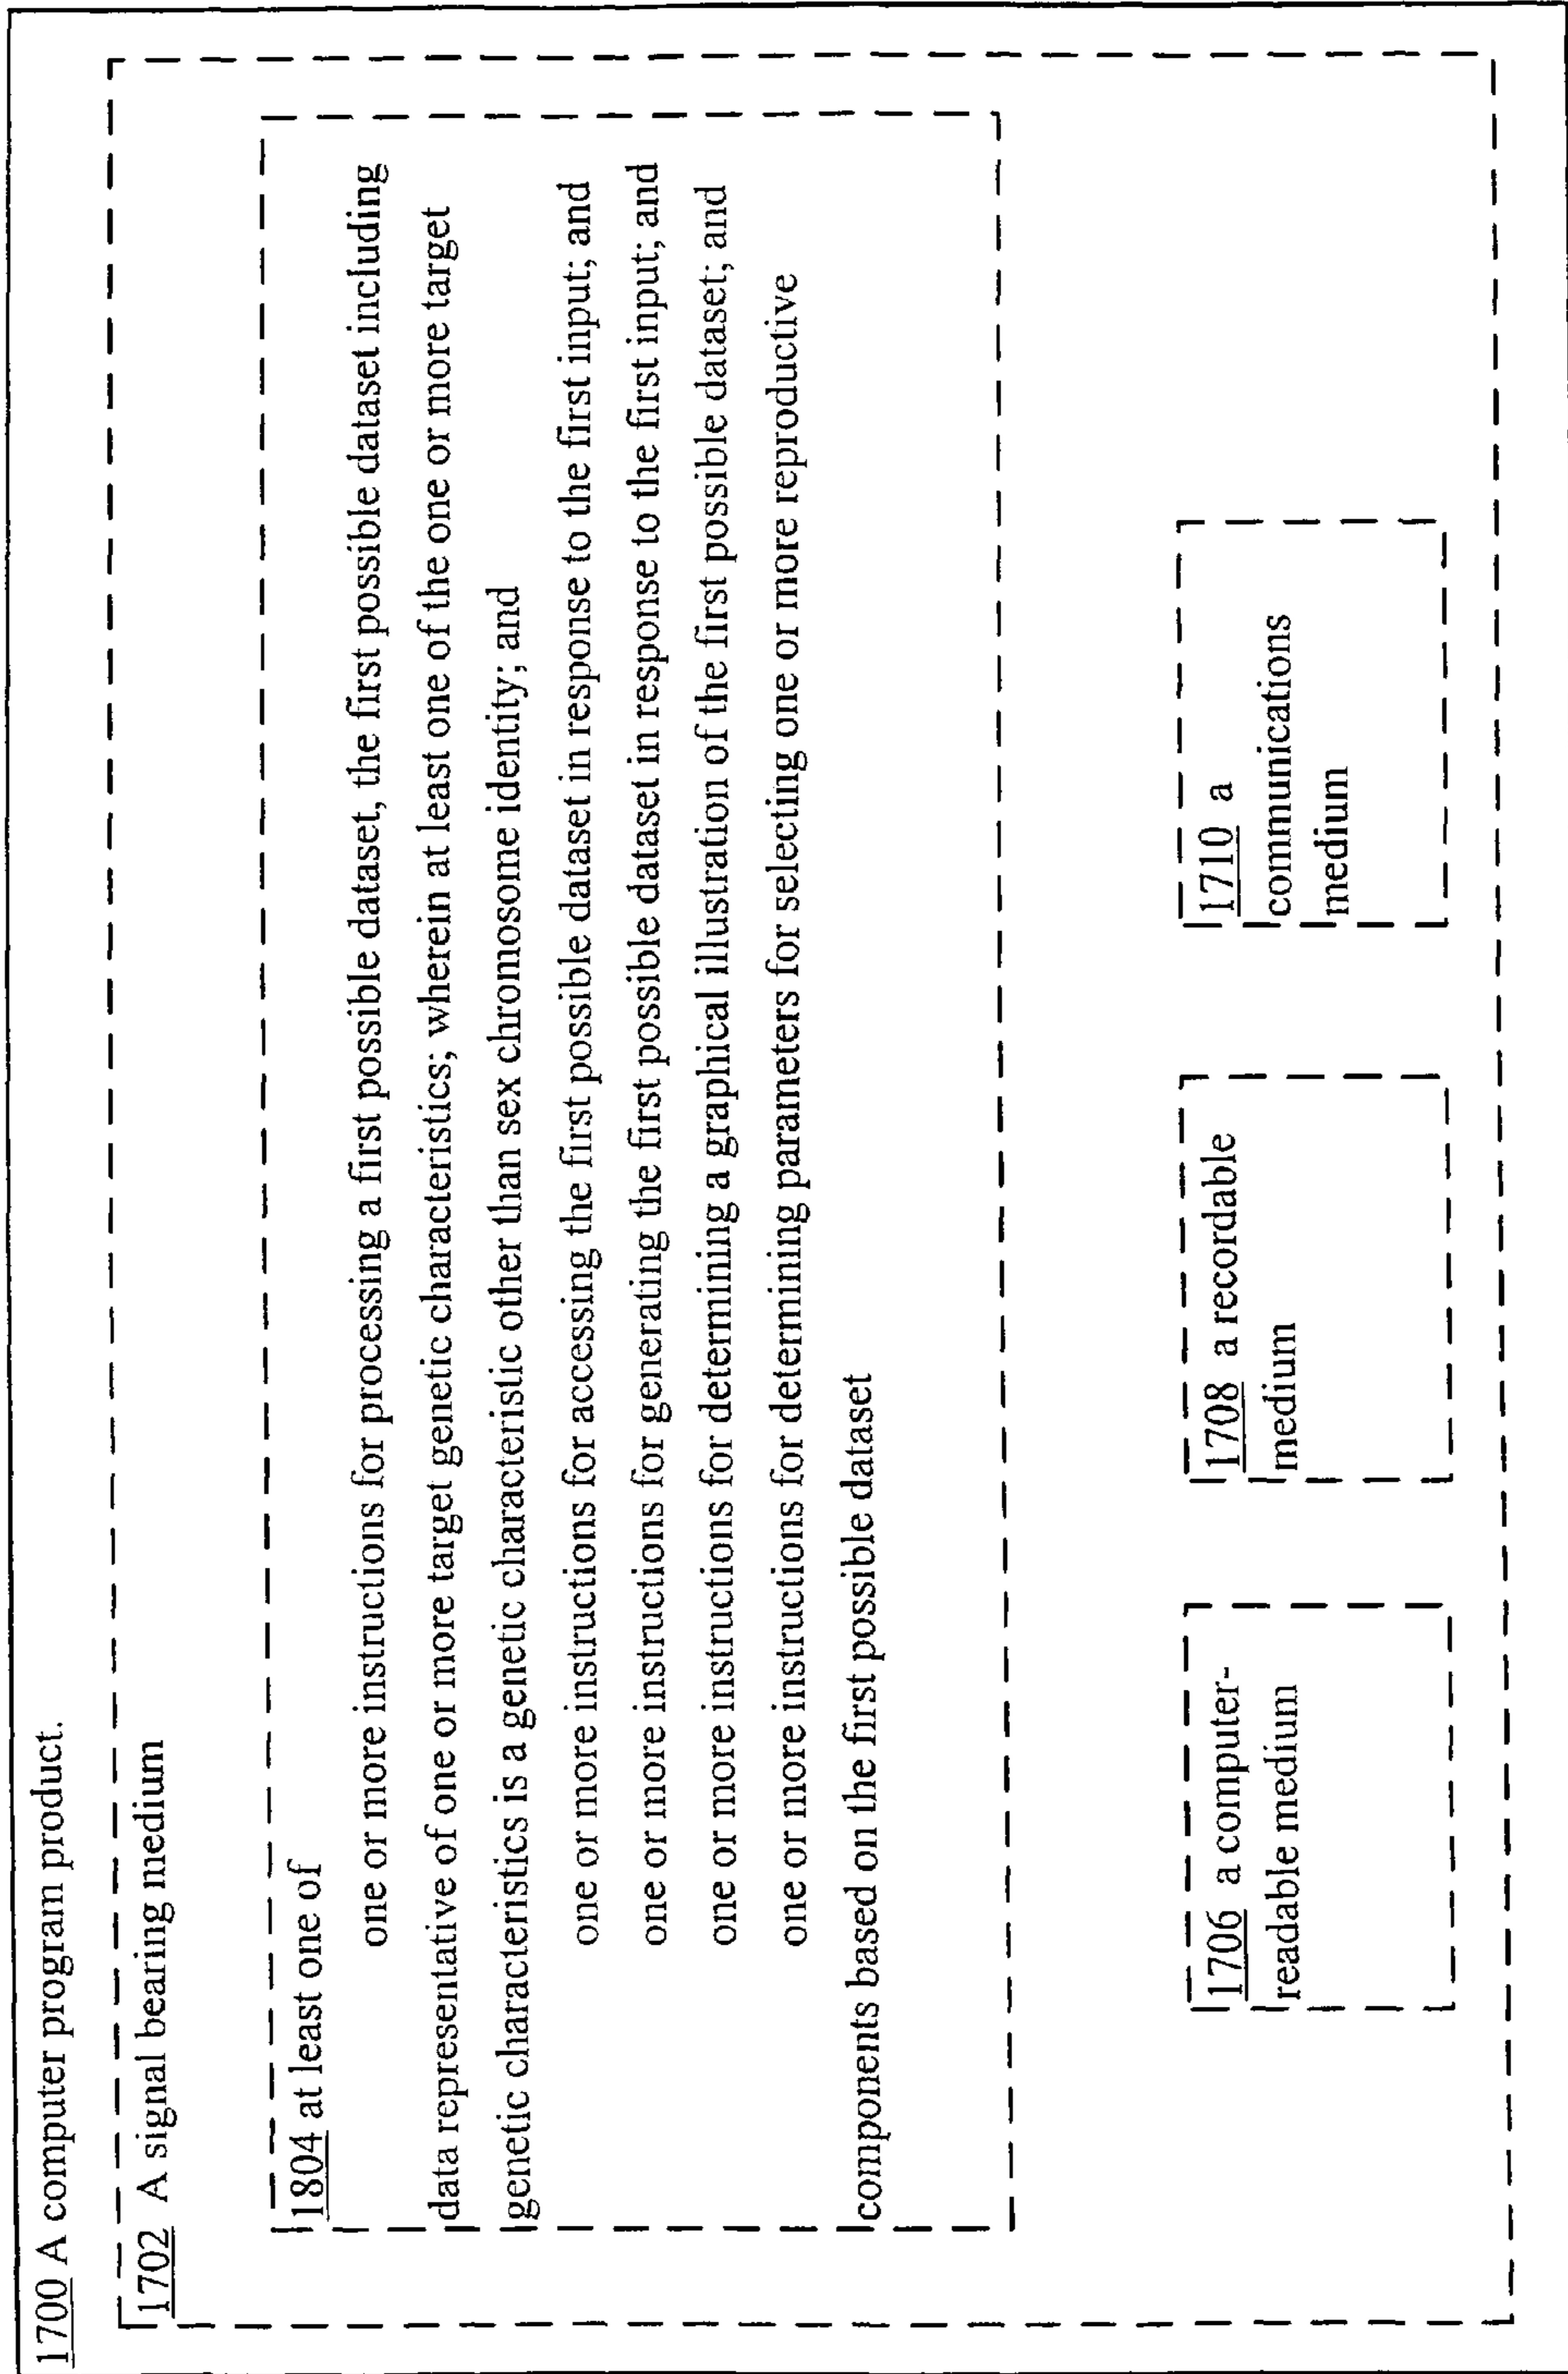 1700 A computer program product.
1702 A signal bearing medium
1804 at least one of
one or more instructions for processing a first possible dataset, the first possible dataset including
data representative of one or more target genetic characteristics; wherein at least one of the one or more target
genetic characteristics is a genetic characteristic other than sex chromosome identity; and
one or more instructions for accessing the first possible dataset in response to the first input; and
one or more instructions for generating the first possible dataset in response to the first input; and
one or more instructions for determining a graphical illustration of the first possible dataset; and
one or more instructions for determining parameters for selecting one or more reproductive
components based on the first possible dataset
1706 a computer-
readable medium
1708 a recordable
medium
1710 a
communications
medium